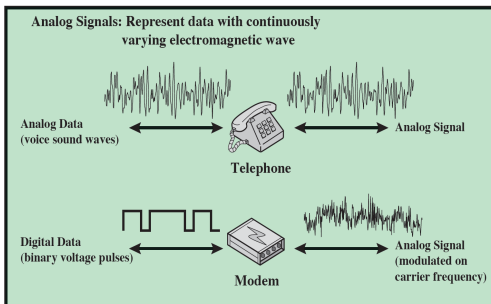 Analog Signals: Represent data with continuously
varying electromagnetic wave
Analog Data
(voice sound waves)
Analog Signal
Telephone
Digital Data
(binary voltage pulses)
Analog Signal
(modulated on
carrier frequency)
Modem